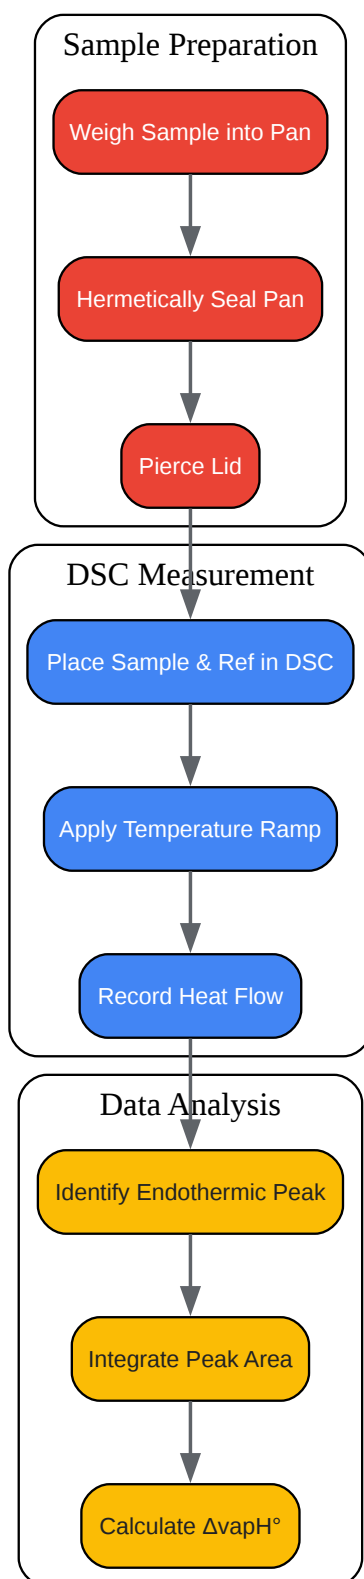 Sample Preparation
Weigh Sample into Pan
Hermetically Seal Pan
Pierce Lid
DSC Measurement
Place Sample & Ref in DSC
Apply Temperature Ramp
Record Heat Flow
Data Analysis
Identify Endothermic Peak
Integrate Peak Area
Calculate ΔvapH°